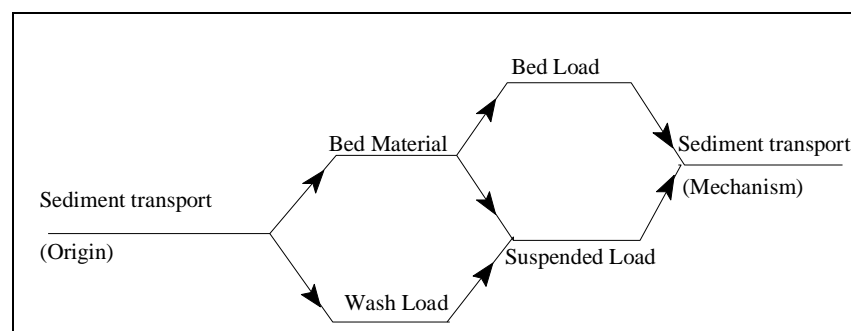 Bed Load
Bed Material
Sediment transport
(Mechanism)
Sediment transport
(Origin)
Suspended Load
Wash Load